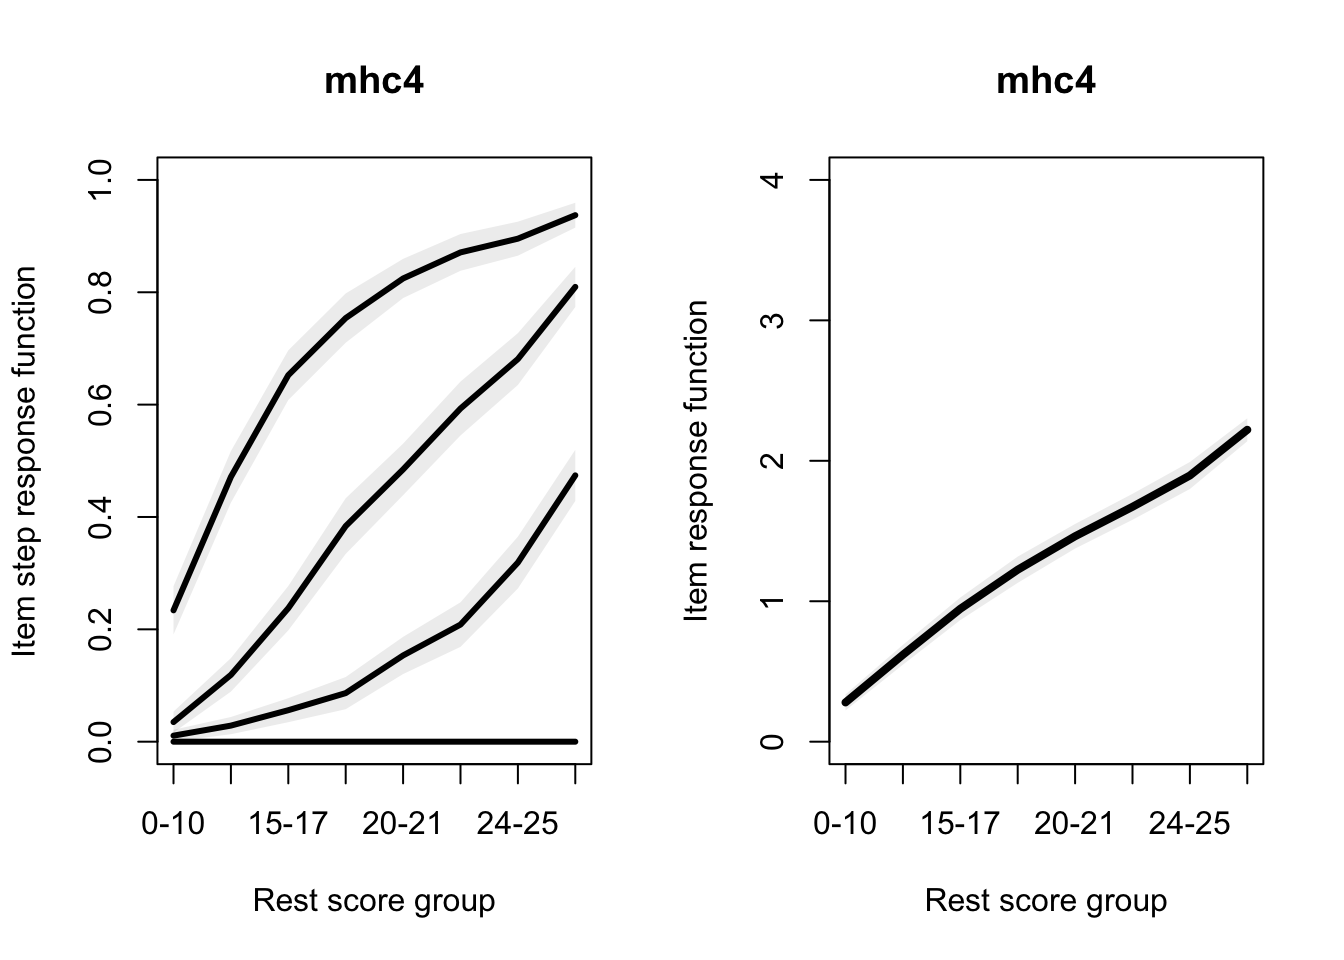 mhc4
Item step response function
0.0 0.2 0.4 0.6 0.8 1.0
0-10 15-17 20-21 24-25
Rest score group
mhc4
Item response function
0 1 2 3 4
0-10 15-17 20-21 24-25
Rest score group